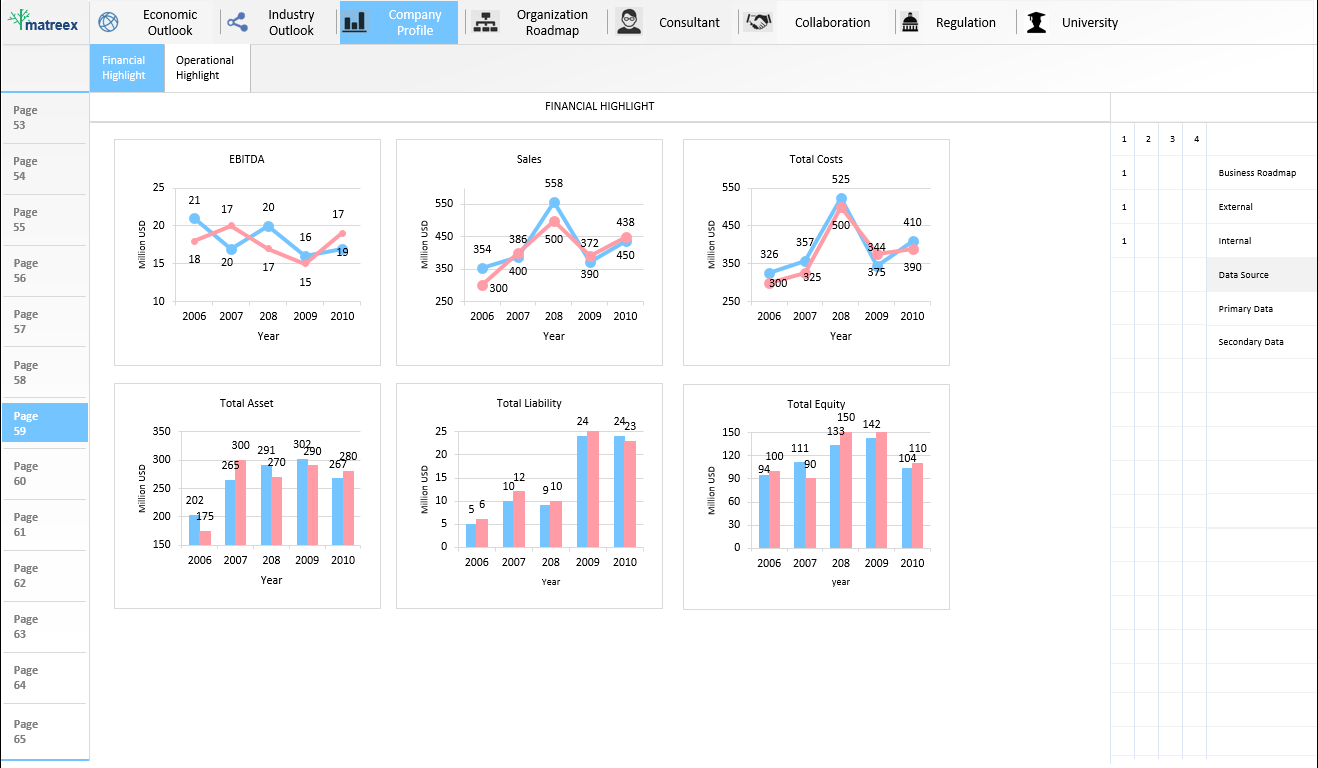 matreex
Economic
Outlook
Industry
Outlook
Company
Profile
Organization
Roadmap
Consultant
Collaboration
Regulation
University
Financial
Highlight
Operational
Highlight
FINANCIAL HIGHLIGHT
Page
53
Page
54
Page
55
Page
56
Page
57
Page
58
Page
59
Page
60
Page
61
Page
62
Page
63
Page
64
Page
65
EBITDA
Million USD
25
20
15
10
21
17
20
16
17
18
20
17
15
19
2006 2007 208 2009 2010
Year
Sales
Million USD
550
450
350
250
354
386
558
372
438
300
400
500
390
450
2006 2007 208 2009 2010
Year
Total Costs
Million USD
550
450
350
250
326
357
525
344
410
300
325
500
375
390
2006 2007 208 2009 2010
Year
Total Asset
Million USD
350
300
250
200
150
202
265
291
302
267
175
300
270
290
280
2006 2007 208 2009 2010
Year
Total Liability
Million USD
25
20
15
10
5
0
5
10
9
24
24
6
12
10
23
2006 2007 208 2009 2010
Year
Total Equity
Million USD
150
120
90
60
30
0
94
111
133
142
104
100
90
150
110
2006 2007 208 2009 2010
year
1 2 3 4
1 Business Roadmap
1 External
1 Internal
Data Source
Primary Data
Secondary Data